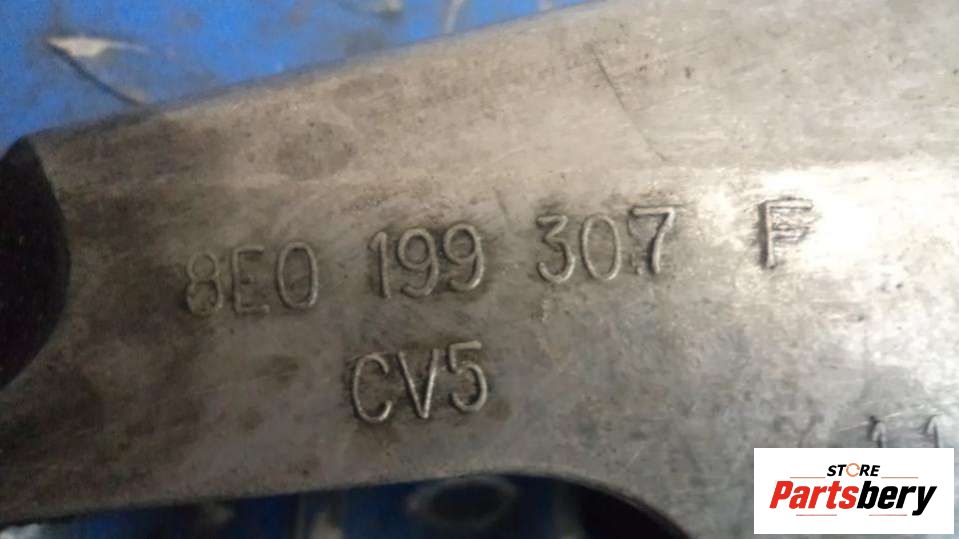 8E0 199 307 F
CV5
STORE
Partsbery